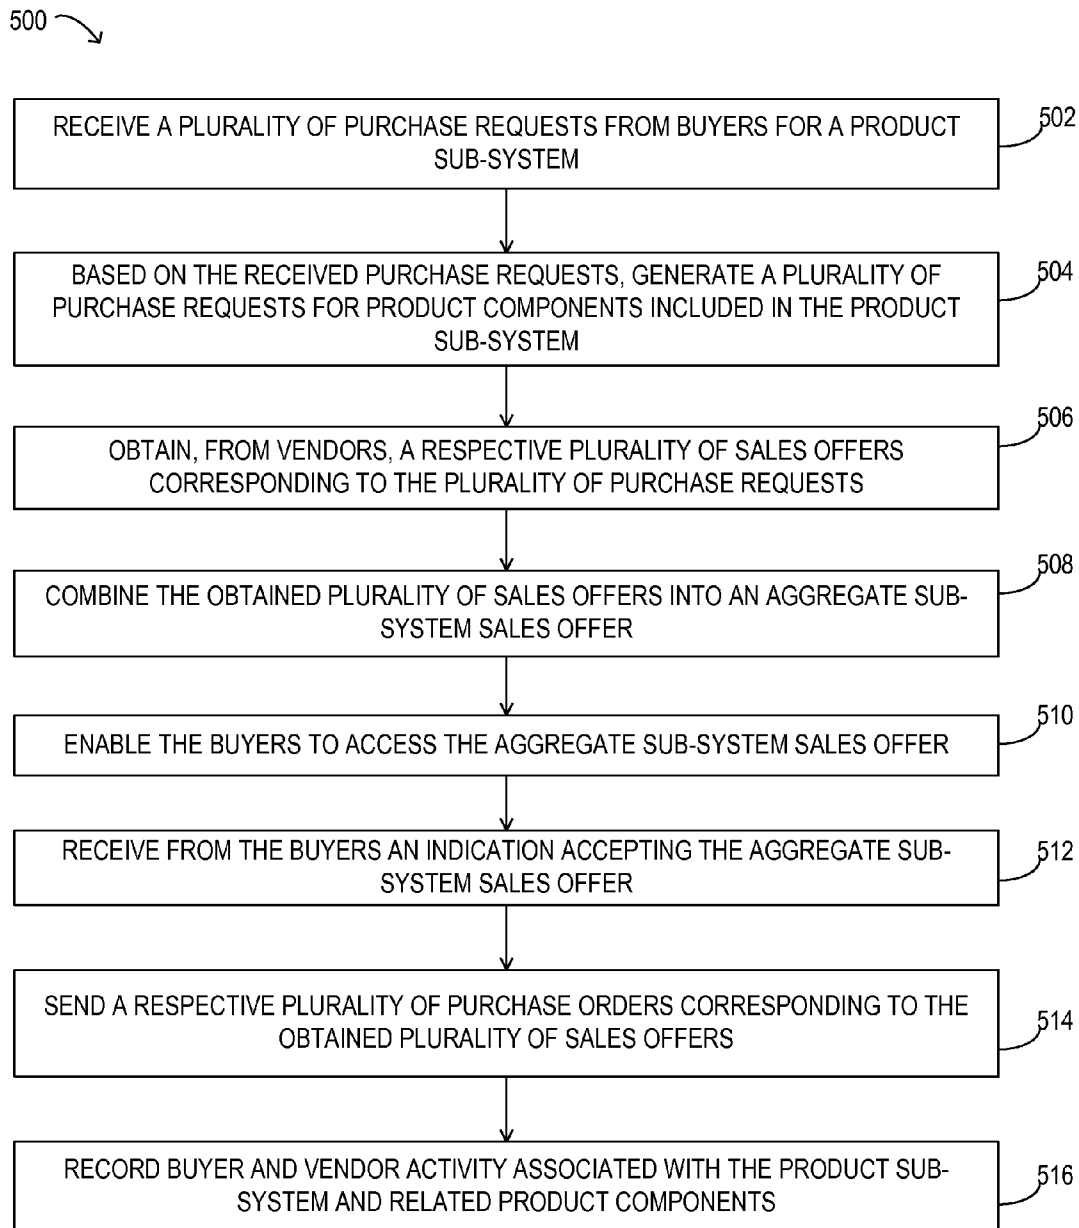 500
RECEIVE A PLURALITY OF PURCHASE REQUESTS FROM BUYERS FOR A PRODUCT
SUB-SYSTEM
502
BASED ON THE RECEIVED PURCHASE REQUESTS, GENERATE A PLURALITY OF
PURCHASE REQUESTS FOR PRODUCT COMPONENTS INCLUDED IN THE PRODUCT
SUB-SYSTEM
504
OBTAIN, FROM VENDORS, A RESPECTIVE PLURALITY OF SALES OFFERS
CORRESPONDING TO THE PLURALITY OF PURCHASE REQUESTS
506
COMBINE THE OBTAINED PLURALITY OF SALES OFFERS INTO AN AGGREGATE SUB-
SYSTEM SALES OFFER
508
ENABLE THE BUYERS TO ACCESS THE AGGREGATE SUB-SYSTEM SALES OFFER
510
RECEIVE FROM THE BUYERS AN INDICATION ACCEPTING THE AGGREGATE SUB-
SYSTEM SALES OFFER
512
SEND A RESPECTIVE PLURALITY OF PURCHASE ORDERS CORRESPONDING TO THE
OBTAINED PLURALITY OF SALES OFFERS
514
RECORD BUYER AND VENDOR ACTIVITY ASSOCIATED WITH THE PRODUCT SUB-
SYSTEM AND RELATED PRODUCT COMPONENTS
516